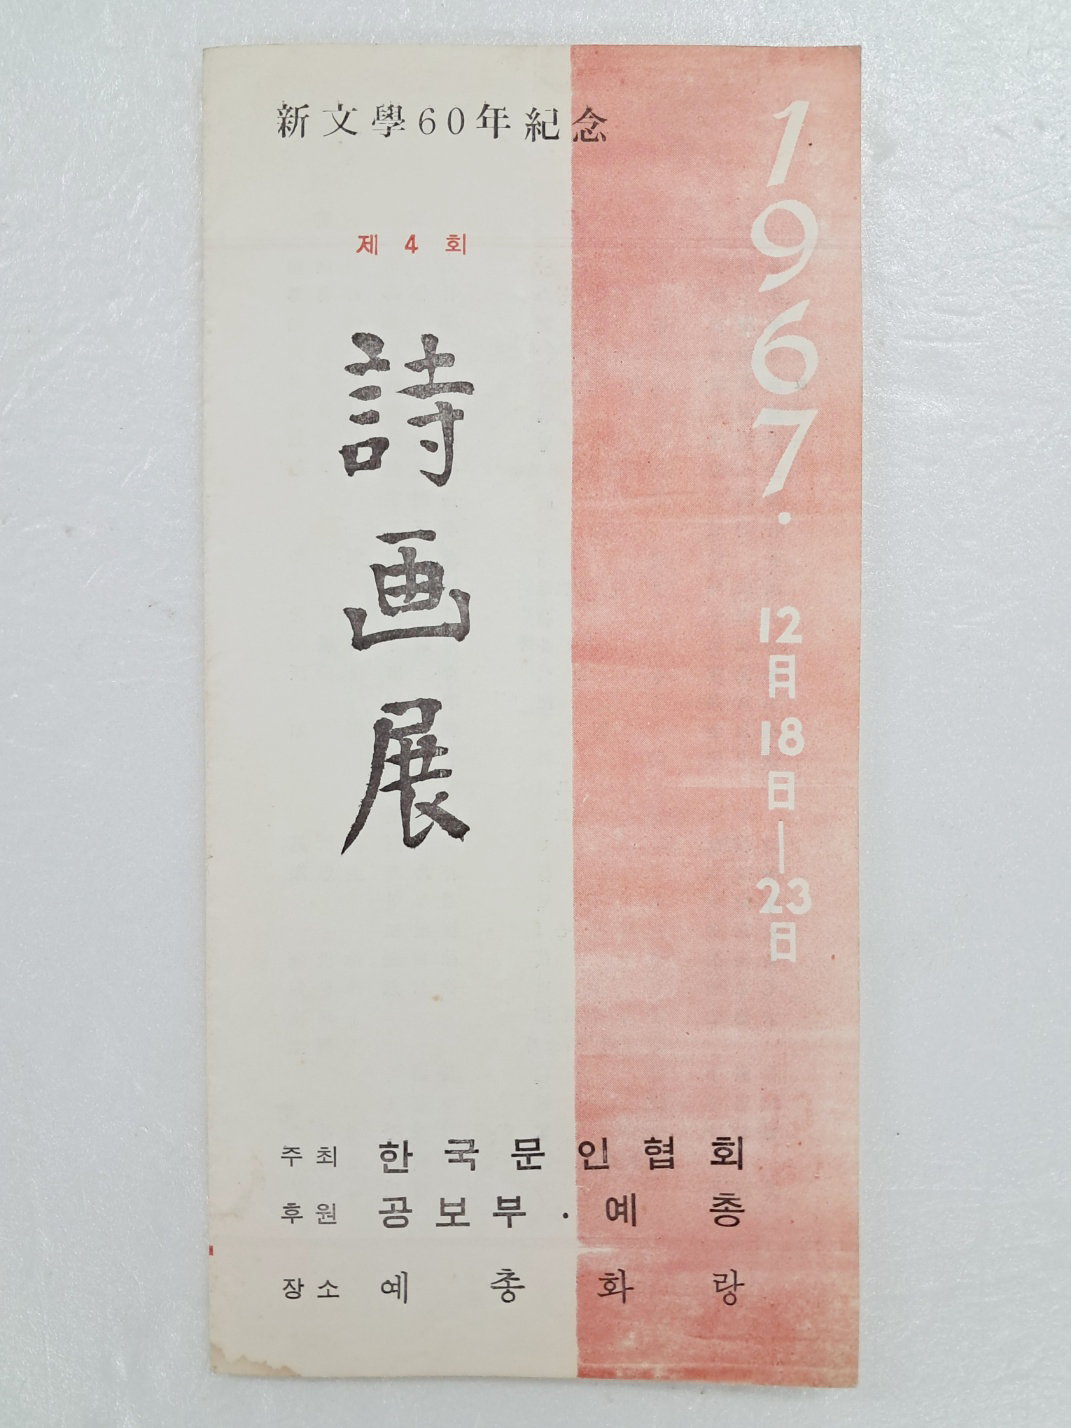 新文學60年紀念
제 4 회
詩画展
1967.
12月18日―23日
주최 한국문인협회
후원 공보부·예총
장소 예총화랑